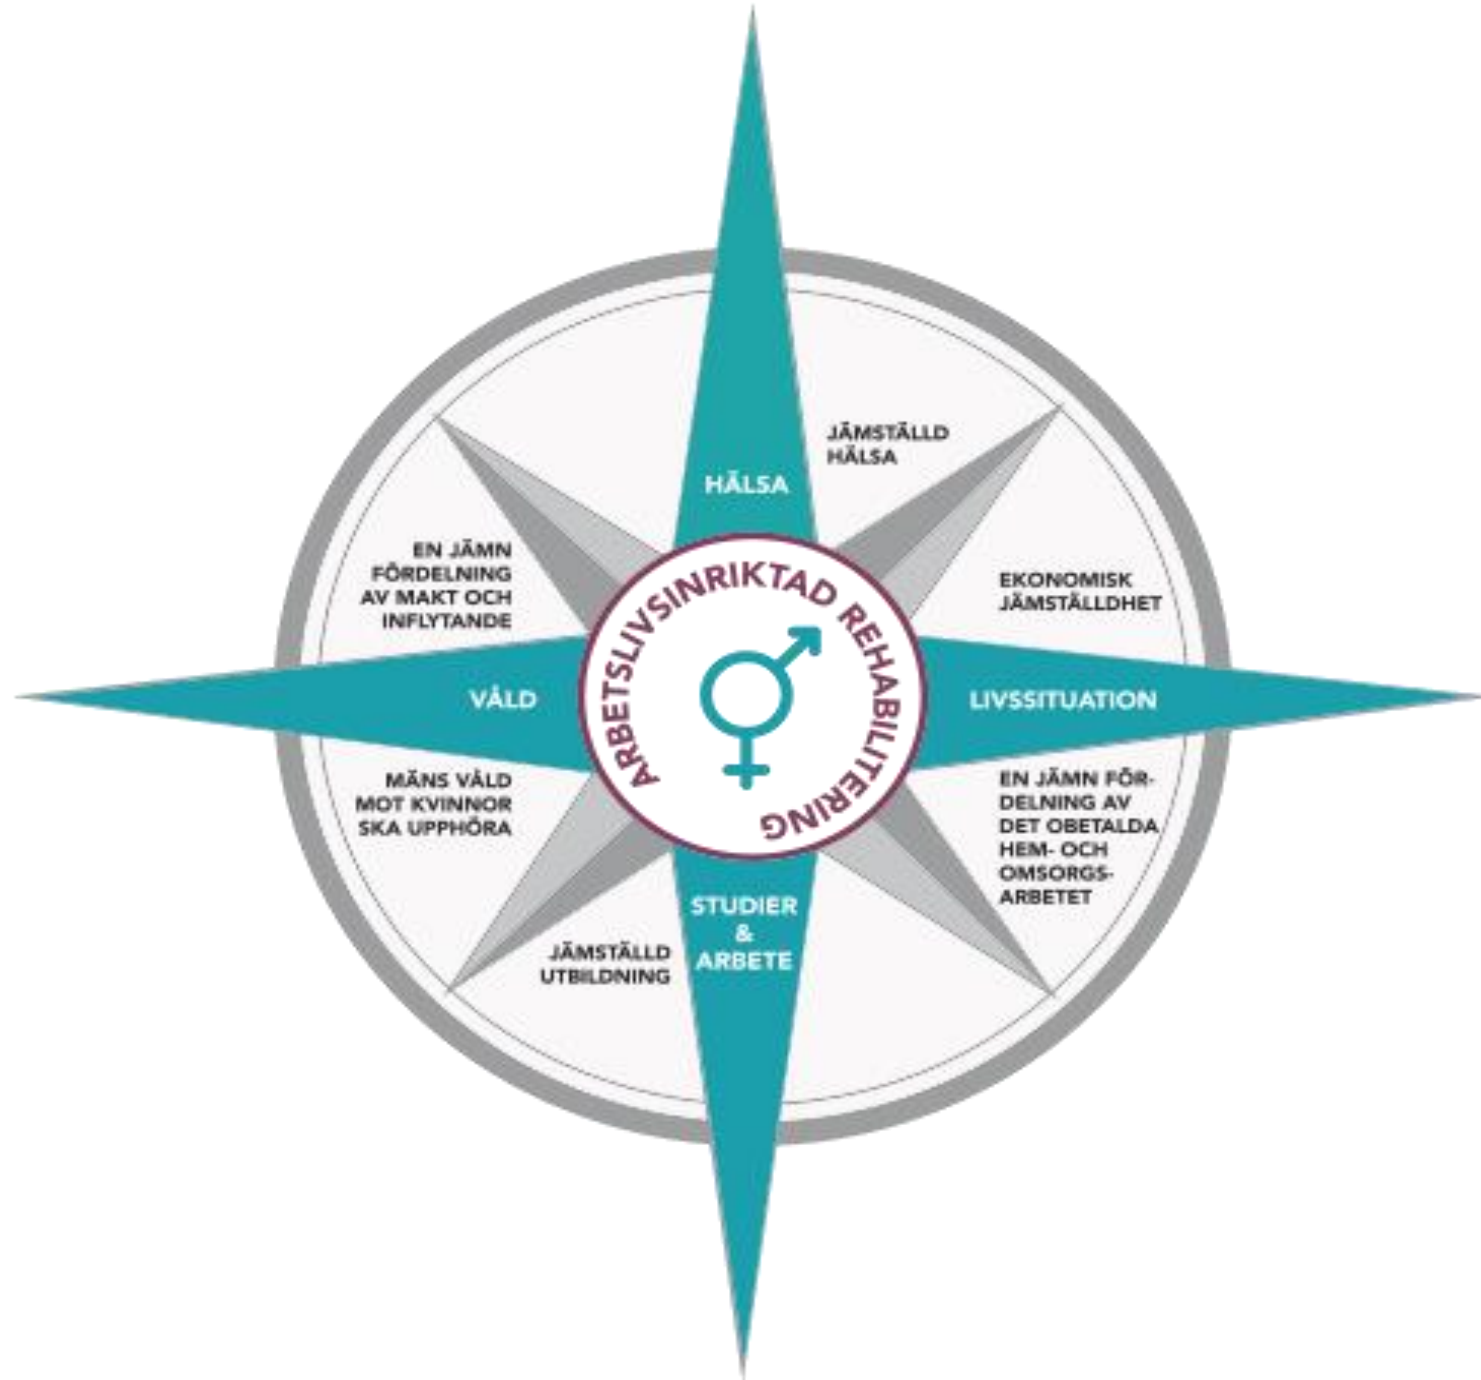 JÄMSTÄLLD
HÄLSA
HÄLSA
EN JÄMN
FÖRDELNING
AV MAKT OCH
INFLYTANDE
EKONOMISK
JÄMSTÄLLDHET
ARBETSLIVSINRIKTAD REHABILITERING
VÅLD
LIVSSITUATION
MÄNS VÅLD
MOT KVINNOR
SKA UPPHÖRA
EN JÄMN FÖR-
DELNING AV
DET OBETALDA
HEM- OCH
OMSORGS-
ARBETET
STUDIER
&
ARBETE
JÄMSTÄLLD
UTBILDNING